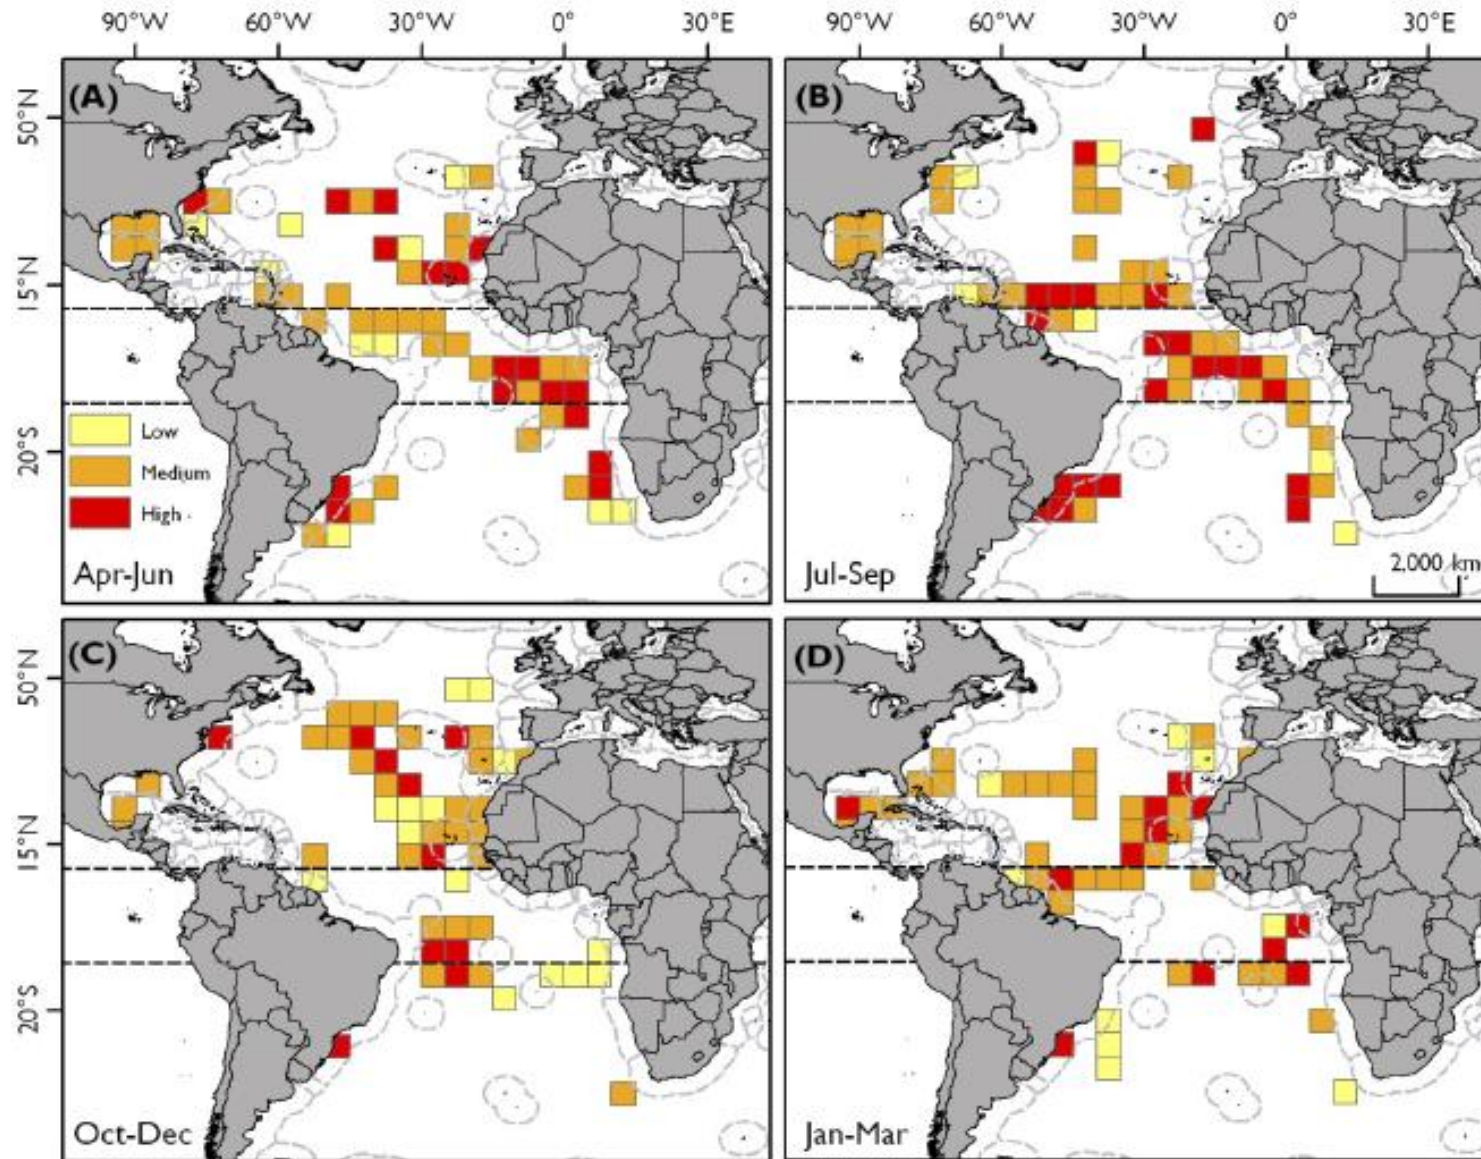 90°W 60°W 30°W 0° 30°E 90°W 60°W 30°W 0° 30°E
(A) (B)
50°N
15°N
20°S
Low
Medium
High
Apr-Jun Jul-Sep
2,000 km
(C) (D)
50°N
15°N
20°S
Oct-Dec Jan-Mar